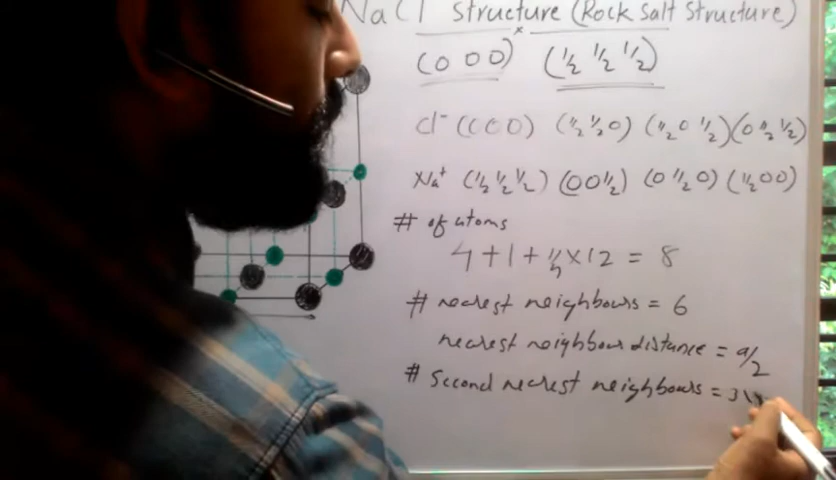 NaCl Structure (Rock Salt Structure)
(0 0 0) (½ ½ ½)
Cl⁻ (0 0 0) (½ ½ 0) (½ 0 ½) (0 ½ ½)
Na⁺ (½ ½ ½) (0 0 ½) (0 ½ 0) (½ 0 0)
# of atoms
4 + 1 + ¼ × 12 = 8
# nearest neighbours = 6
nearest neighbour distance = a/2
# Second nearest neighbours = 3